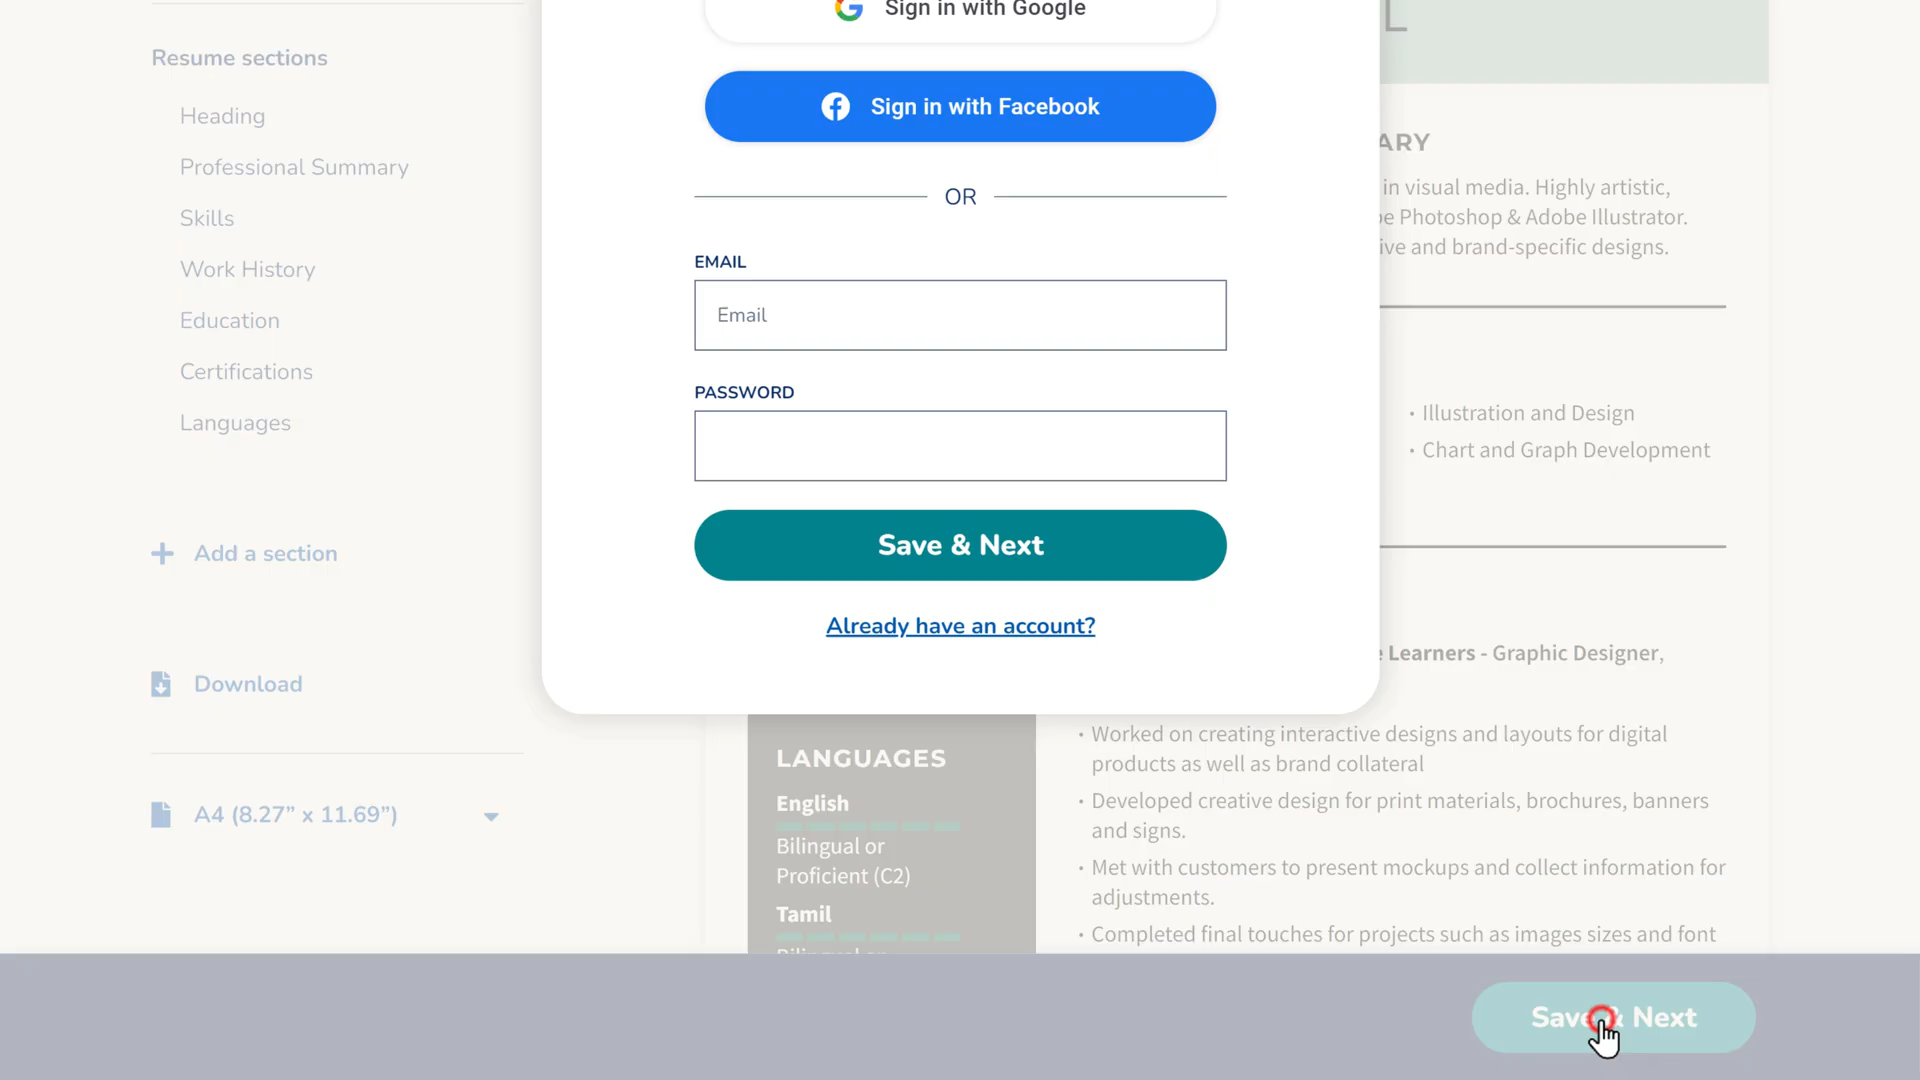 Sign in with Google
L
Resume sections
Heading
Professional Summary
Skills
Work History
Education
Certifications
Languages
Add a section
Download
A4 (8.27” x 11.69”)
Sign in with Facebook
OR
EMAIL
Email
PASSWORD
Save & Next
Already have an account?
ARY
in visual media. Highly artistic,
e Photoshop & Adobe Illustrator.
ive and brand-specific designs.
• Illustration and Design
• Chart and Graph Development
Learners - Graphic Designer,
• Worked on creating interactive designs and layouts for digital
products as well as brand collateral
• Developed creative design for print materials, brochures, banners
and signs.
• Met with customers to present mockups and collect information for
adjustments.
• Completed final touches for projects such as images sizes and font
LANGUAGES
English
Bilingual or
Proficient (C2)
Tamil
Save & Next